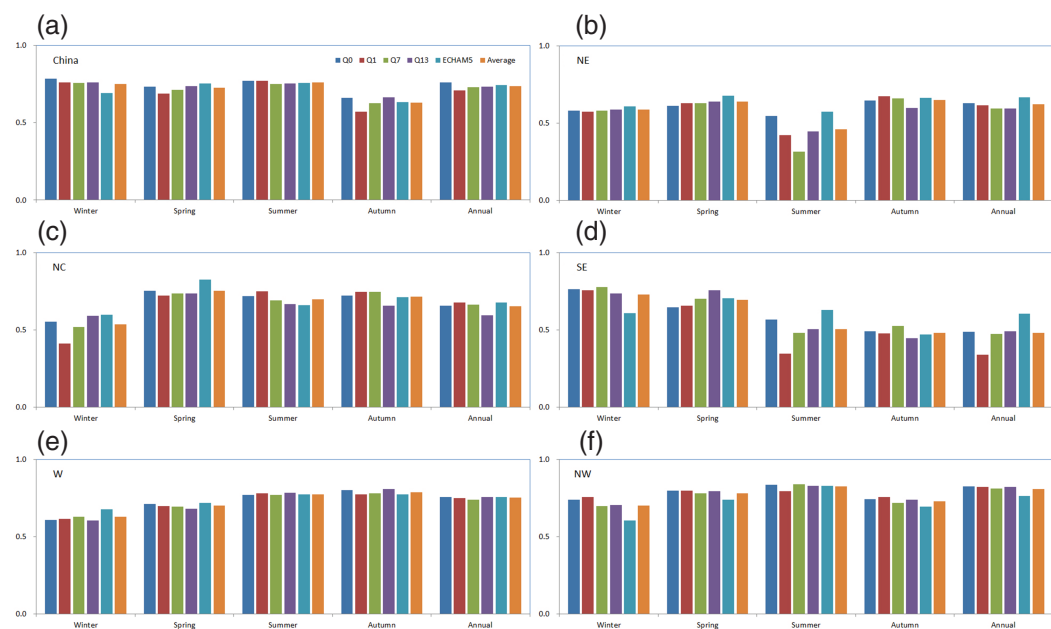 (a) (b)
1.0
China
Q0 Q1 Q7 Q13 ECHAM5 Average
0.5
0.0
Winter Spring Summer Autumn Annual
1.0
NE
0.5
0.0
Winter Spring Summer Autumn Annual
(c) (d)
1.0
NC
0.5
0.0
Winter Spring Summer Autumn Annual
1.0
SE
0.5
0.0
Winter Spring Summer Autumn Annual
(e) (f)
1.0
W
0.5
0.0
Winter Spring Summer Autumn Annual
1.0
NW
0.5
0.0
Winter Spring Summer Autumn Annual